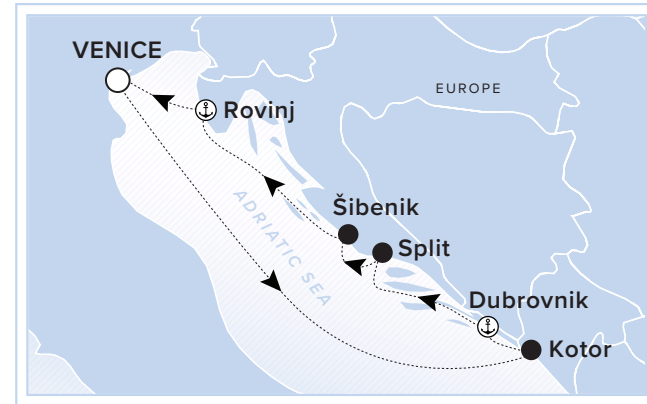 VENICE
EUROPE
Rovinj
ADRIATIC SEA
Šibenik
Split
Dubrovnik
Kotor